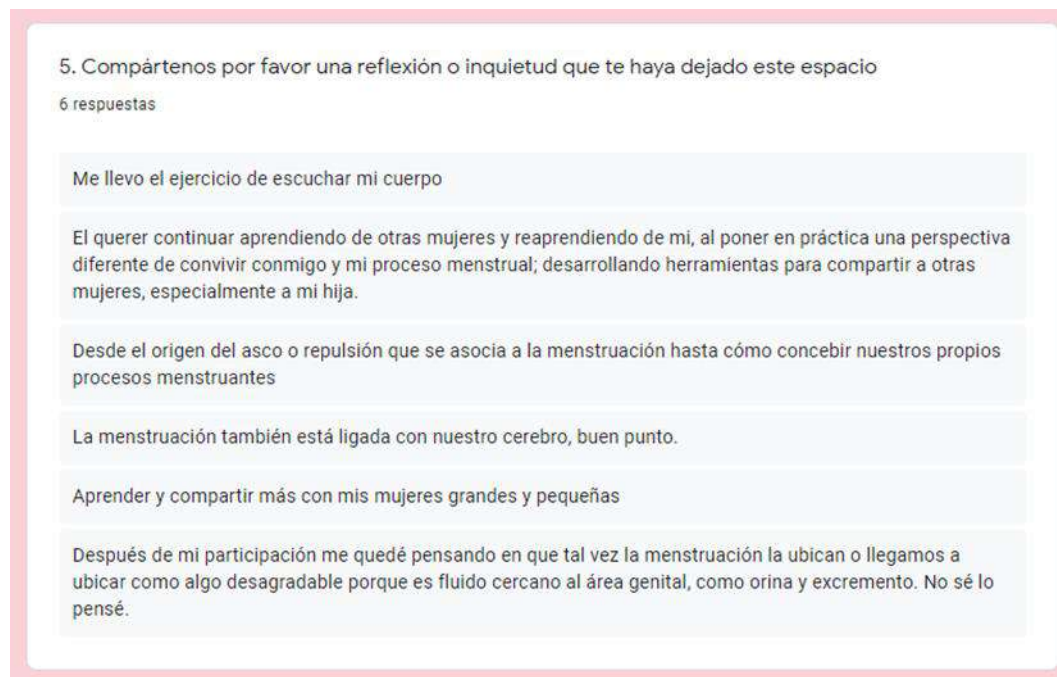 5. Compártenos por favor una reflexión o inquietud que te haya dejado este espacio
6 respuestas
Me llevo el ejercicio de escuchar mi cuerpo
El querer continuar aprendiendo de otras mujeres y reaprendiendo de mi, al poner en práctica una perspectiva
diferente de convivir conmigo y mi proceso menstrual; desarrollando herramientas para compartir a otras
mujeres, especialmente a mi hija.
Desde el origen del asco o repulsión que se asocia a la menstruación hasta cómo concebir nuestros propios
procesos menstruantes
La menstruación también está ligada con nuestro cerebro, buen punto.
Aprender y compartir más con mis mujeres grandes y pequeñas
Después de mi participación me quedé pensando en que tal vez la menstruación la ubican o llegamos a
ubicar como algo desagradable porque es fluido cercano al área genital, como orina y excremento. No sé lo
pensé.